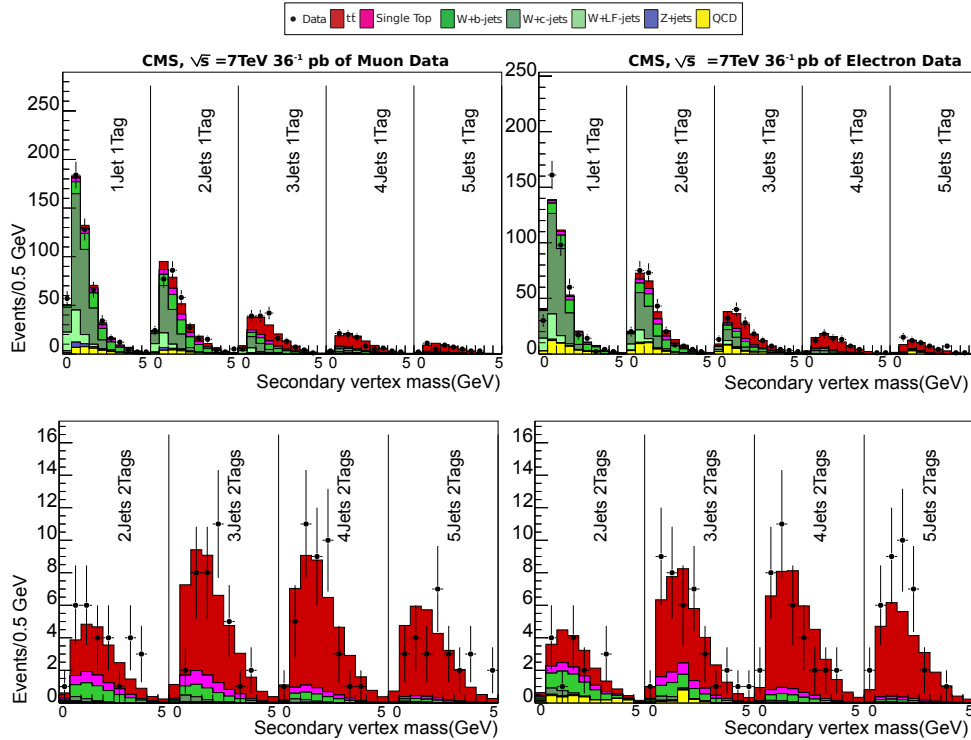 Data tt̄ Single Top W+b-jets W+c-jets W+LF-jets Z+jets QCD
CMS, √s =7TeV 36⁻¹ pb of Muon Data
Events/0.5 GeV
250
200
150
100
50
0
1Jet 1Tag
2Jets 1Tag
3Jets 1Tag
4Jets 1Tag
5Jets 1Tag
0 5 0 5 0 5 0 5 0 5
Secondary vertex mass(GeV)
CMS, √s =7TeV 36⁻¹ pb of Electron Data
250
200
150
100
50
0
1Jet 1Tag
2Jets 1Tag
3Jets 1Tag
4Jets 1Tag
5Jets 1Tag
0 5 0 5 0 5 0 5 0 5
Secondary vertex mass(GeV)
Events/0.5 GeV
16
14
12
10
8
6
4
2
0
2Jets 2Tags
3Jets 2Tags
4Jets 2Tags
5Jets 2Tags
0 5 0 5 0 5 0 5
Secondary vertex mass(GeV)
16
14
12
10
8
6
4
2
0
2Jets 2Tags
3Jets 2Tags
4Jets 2Tags
5Jets 2Tags
0 5 0 5 0 5 0 5
Secondary vertex mass(GeV)